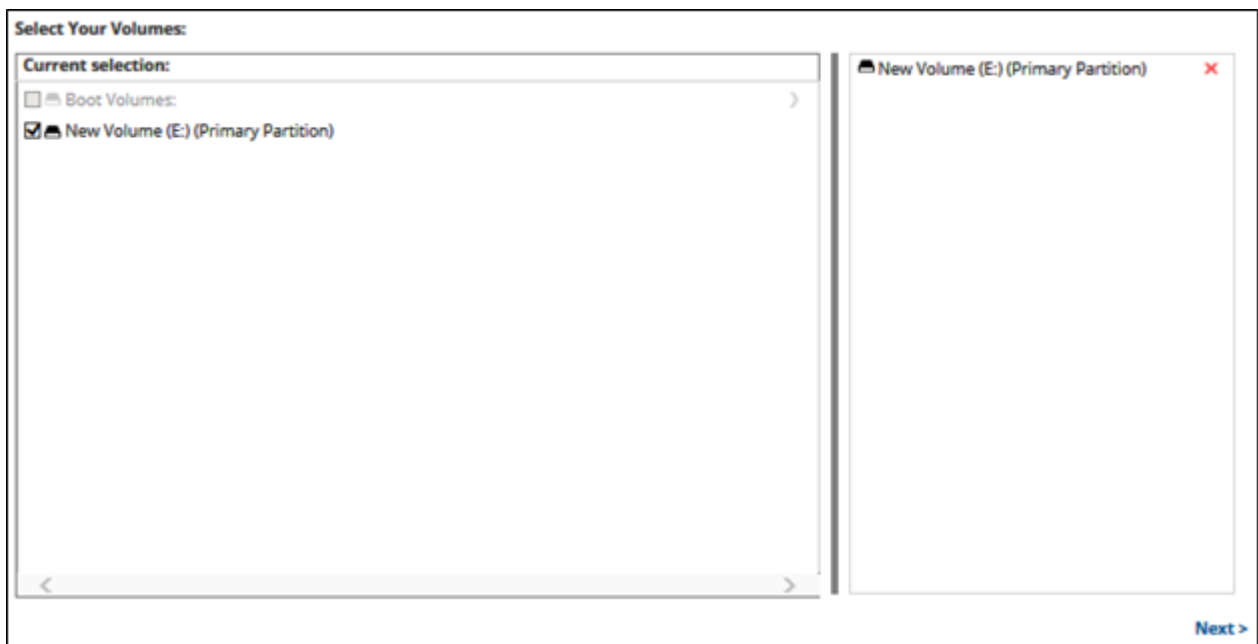 Select Your Volumes:
Current selection:
Boot Volumes:
New Volume (E:) (Primary Partition)
New Volume (E:) (Primary Partition)
Next >